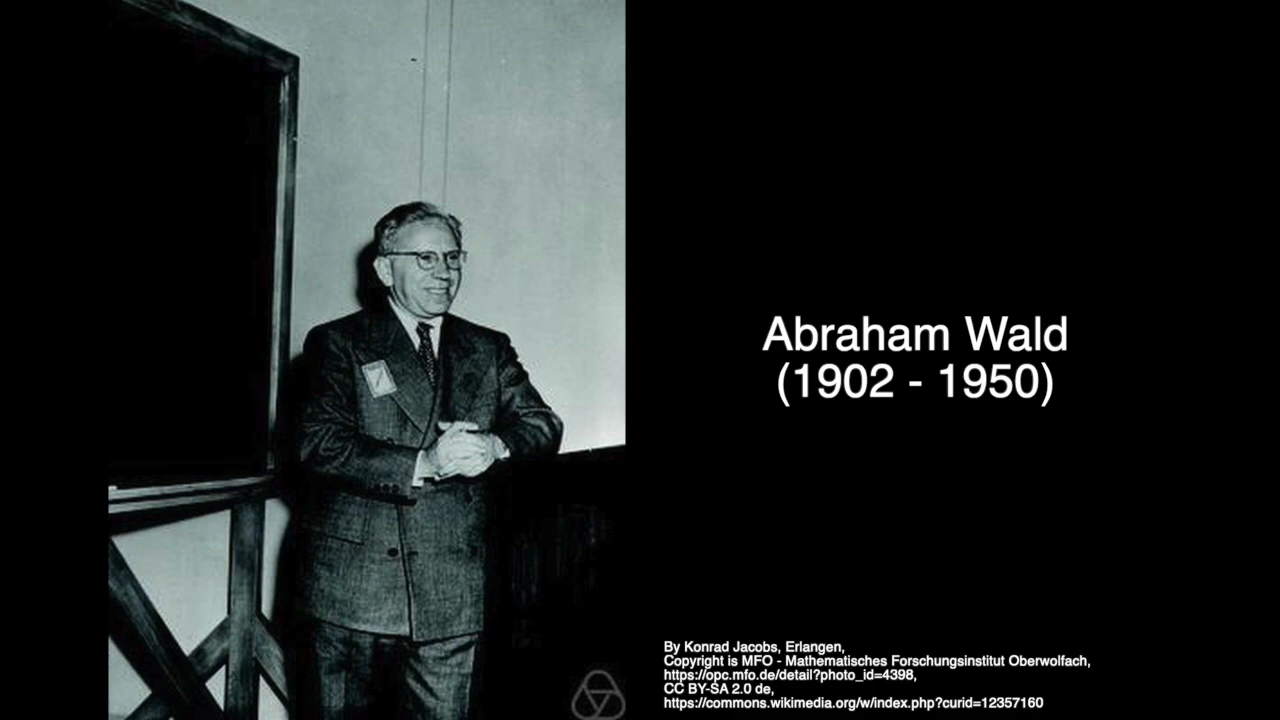 Abraham Wald
(1902 - 1950)
By Konrad Jacobs, Erlangen,
Copyright is MFO - Mathematisches Forschungsinstitut Oberwolfach,
https://opc.mfo.de/detail?photo_id=4398,
CC BY-SA 2.0 de,
https://commons.wikimedia.org/w/index.php?curid=12357160